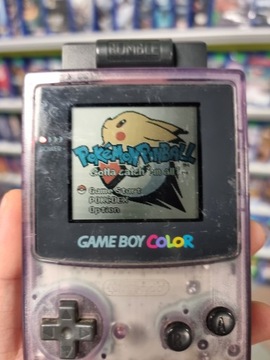 RUMBLE
Pokémon Pinball
Gotta catch 'em all!
Game Start
POKéDEX
Option
GAME BOY COLOR